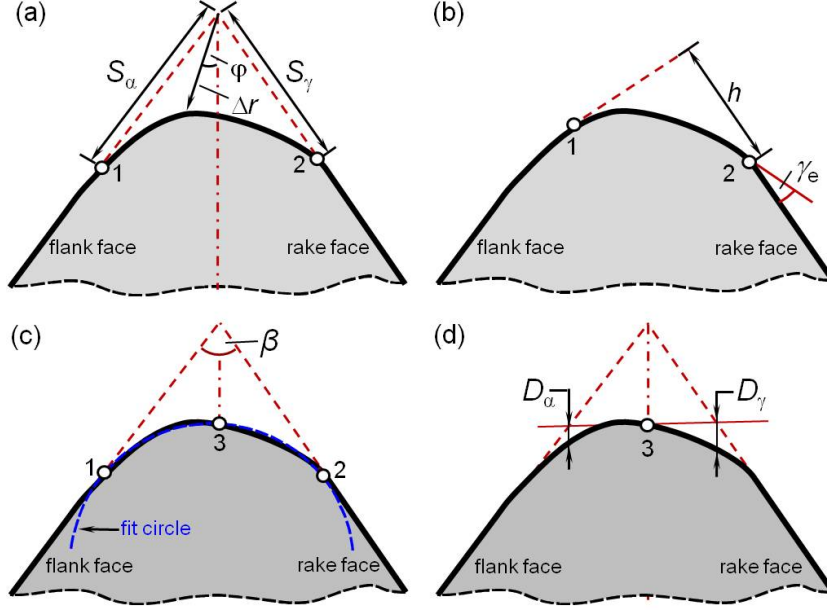 (a)
Sα
Sγ
φ
Δr
1
2
flank face
rake face
(b)
h
1
2
γe
flank face
rake face
(c)
β
1
3
2
fit circle
flank face
rake face
(d)
Dα
Dγ
3
flank face
rake face